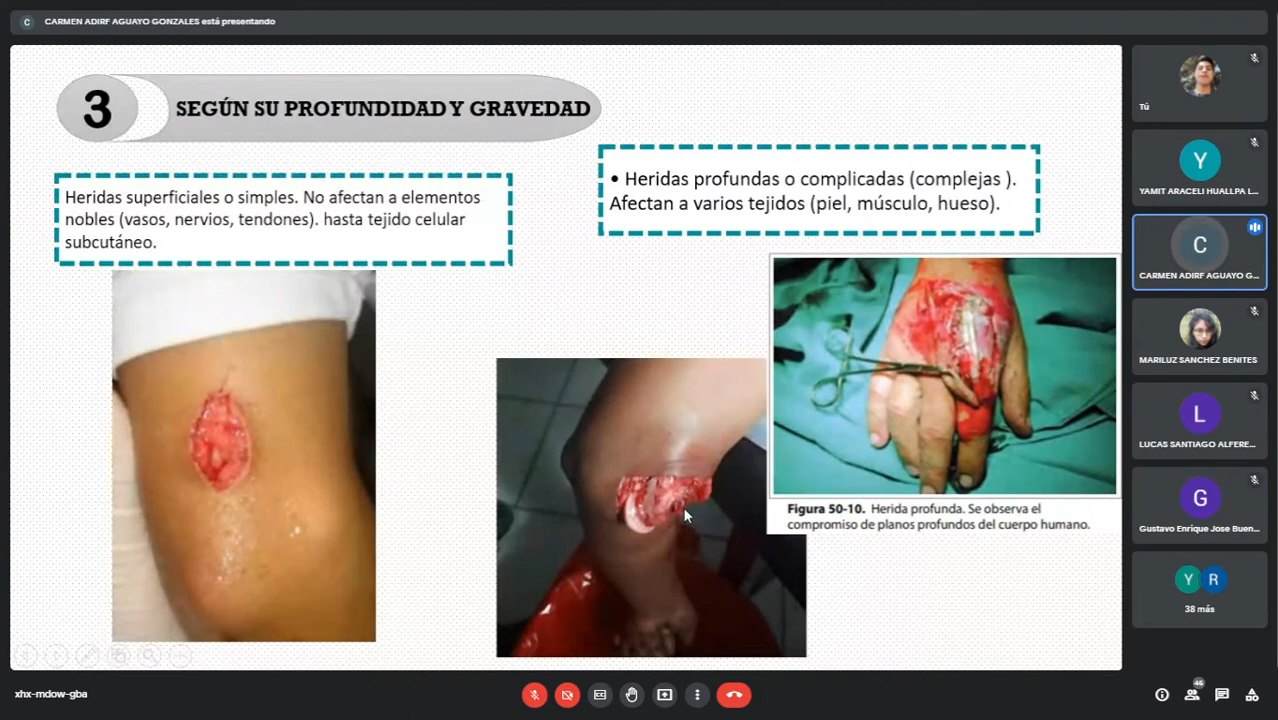 C CARMEN ADIRF AGUAYO GONZALES está presentando
3 SEGÚN SU PROFUNDIDAD Y GRAVEDAD
Heridas superficiales o simples. No afectan a elementos
nobles (vasos, nervios, tendones). hasta tejido celular
subcutáneo.
• Heridas profundas o complicadas (complejas ).
Afectan a varios tejidos (piel, músculo, hueso).
Figura 50-10. Herida profunda. Se observa el
compromiso de planos profundos del cuerpo humano.
Tú
Y
YAMIT ARACELI HUALLPA L...
C
CARMEN ADIRF AGUAYO G...
MARILUZ SANCHEZ BENITES
L
LUCAS SANTIAGO ALFERE...
G
Gustavo Enrique Jose Buen...
Y R
38 más
xhx-mdow-gba
46